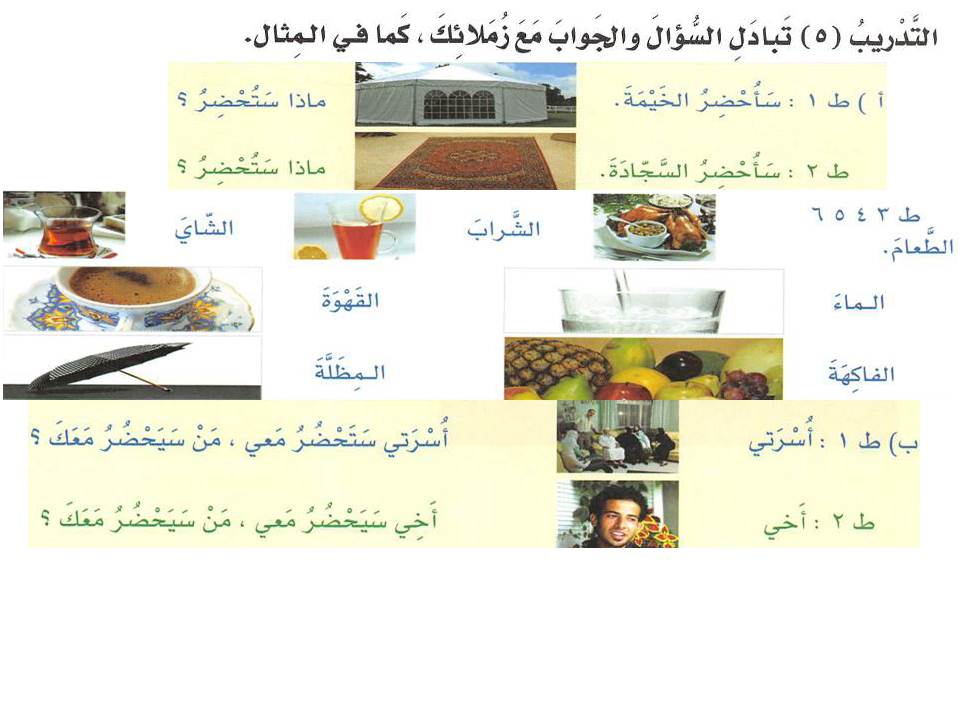 التَّدْريبُ (٥) تَبادَلِ السُّؤالَ والجَوابَ مَعَ زُمَلائِكَ ، كَما في المِثال.
أ ) ط ١ : سَأُحْضِرُ الخَيْمَةَ. ماذا سَتُحْضِرُ ؟
ط ٢ : سَأُحْضِرُ السَّجّادَةَ. ماذا سَتُحْضِرُ ؟
ط ٣ ٤ ٥ ٦
الطَّعامَ. الشَّرابَ الشّايَ
الماءَ القَهْوَةَ
الفاكِهَةَ المِظَلَّةَ
ب) ط ١ : أُسْرَتي أُسْرَتي سَتَحْضُرُ مَعي ، مَنْ سَيَحْضُرُ مَعَكَ ؟
ط ٢ : أخي أَخِي سَيَحْضُرُ مَعي ، مَنْ سَيَحْضُرُ مَعَكَ ؟